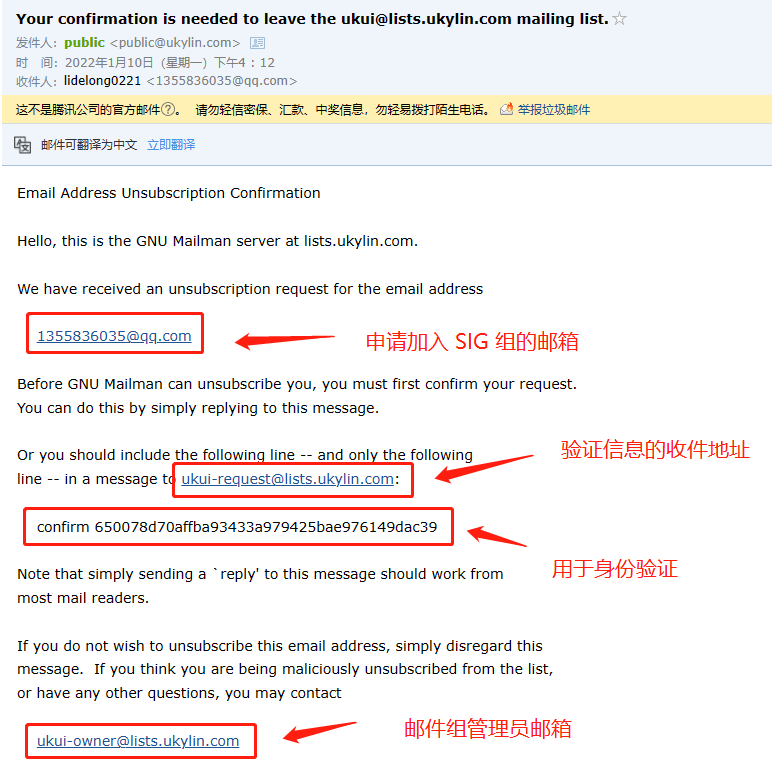 Your confirmation is needed to leave the ukui@lists.ukylin.com mailing list.☆
发件人：public <public@ukylin.com>
时 间：2022年1月10日（星期一）下午4：12
收件人：lidelong0221 <1355836035@qq.com>
这不是腾讯公司的官方邮件?。 请勿轻信密保、汇款、中奖信息，勿轻易拨打陌生电话。 举报垃圾邮件
邮件可翻译为中文 立即翻译
Email Address Unsubscription Confirmation
Hello, this is the GNU Mailman server at lists.ukylin.com.
We have received an unsubscription request for the email address
1355836035@qq.com
申请加入 SIG 组的邮箱
Before GNU Mailman can unsubscribe you, you must first confirm your request.
You can do this by simply replying to this message.
Or you should include the following line -- and only the following
验证信息的收件地址
line -- in a message to ukui-request@lists.ukylin.com:
confirm 650078d70affba93433a979425bae976149dac39
用于身份验证
Note that simply sending a `reply' to this message should work from
most mail readers.
If you do not wish to unsubscribe this email address, simply disregard this
message.  If you think you are being maliciously unsubscribed from the list,
or have any other questions, you may contact
ukui-owner@lists.ukylin.com
邮件组管理员邮箱